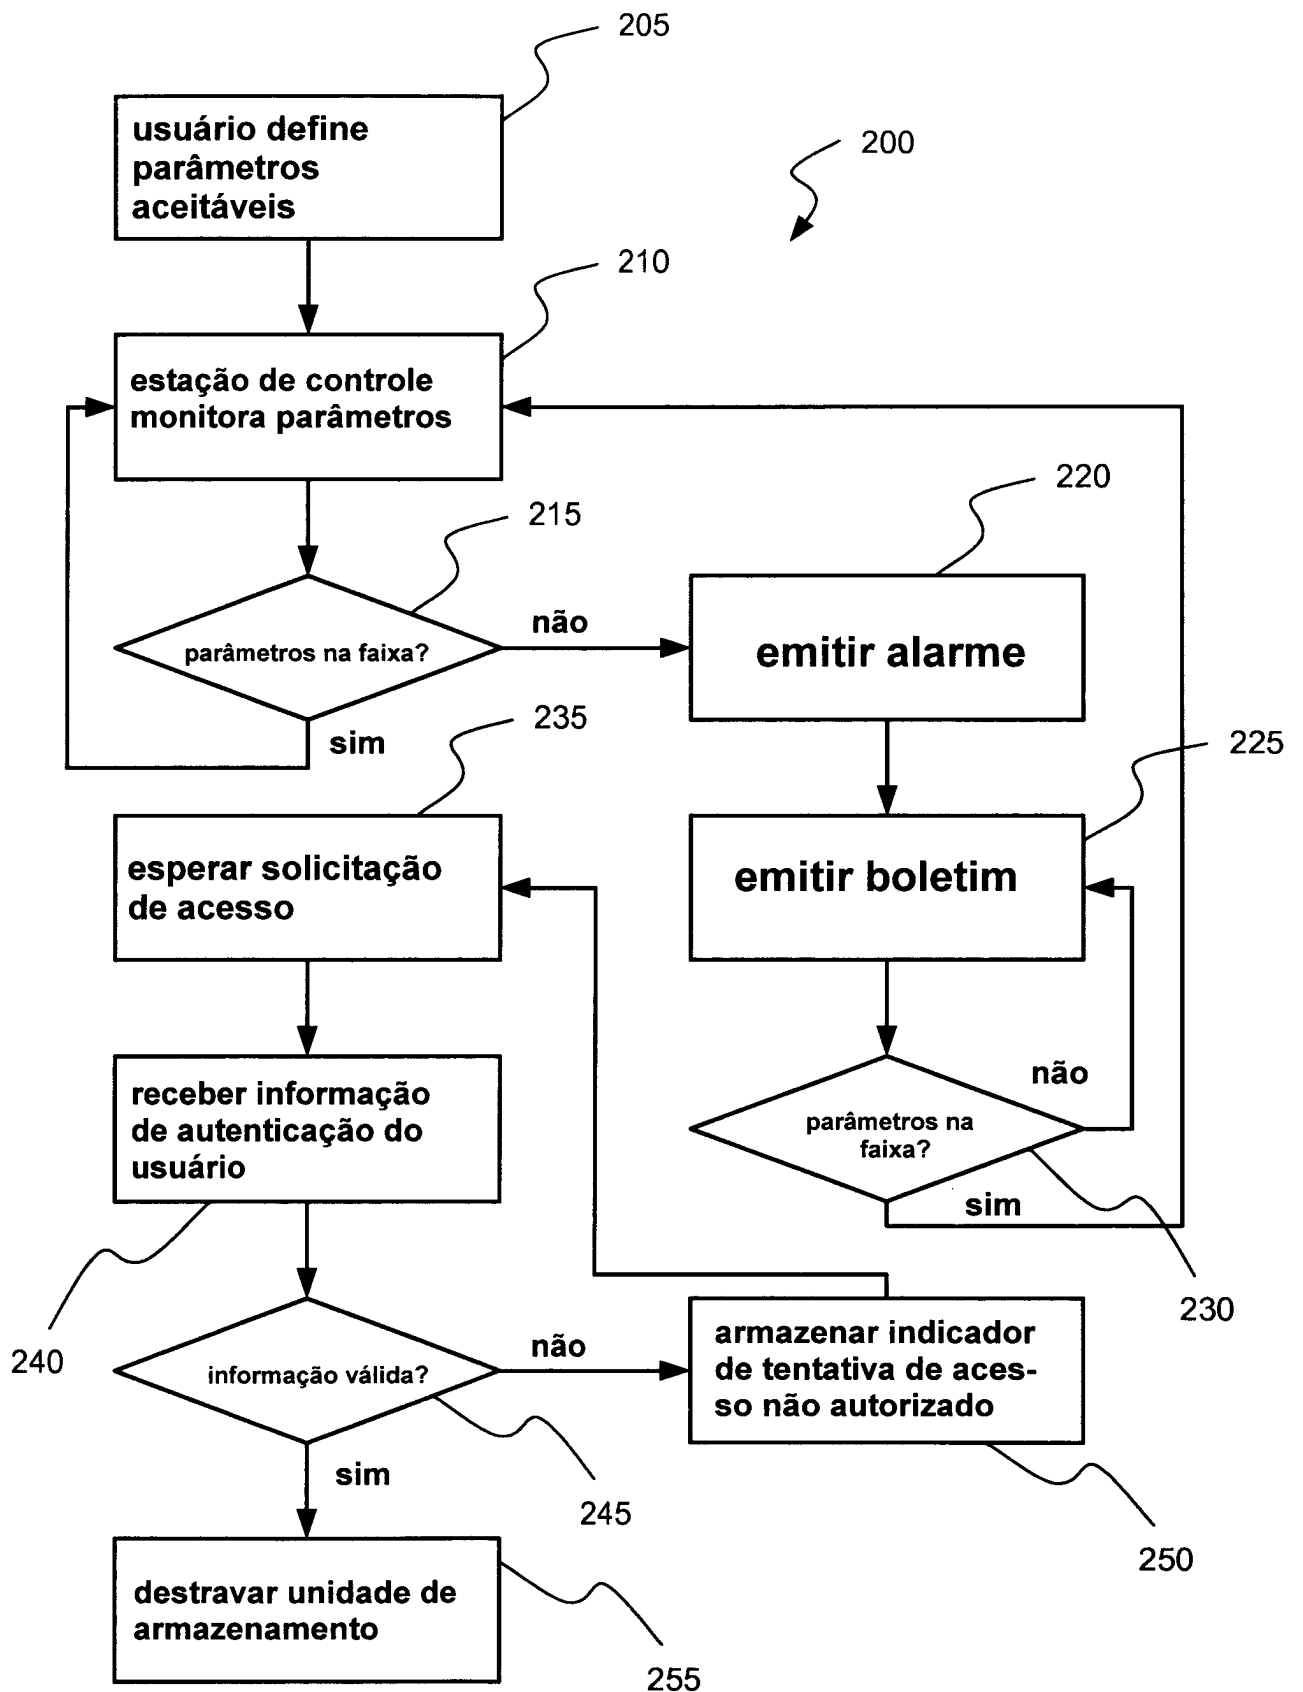 205
usuário define
parâmetros
aceitáveis
200
210
estação de controle
monitora parâmetros
220
215
não
parâmetros na faixa?
emitir alarme
235
sim
225
esperar solicitação
de acesso
emitir boletim
receber informação
de autenticação do
usuário
não
parâmetros na
faixa?
sim
230
240
não
informação válida?
armazenar indicador
de tentativa de aces-
so não autorizado
sim
245
250
destravar unidade de
armazenamento
255